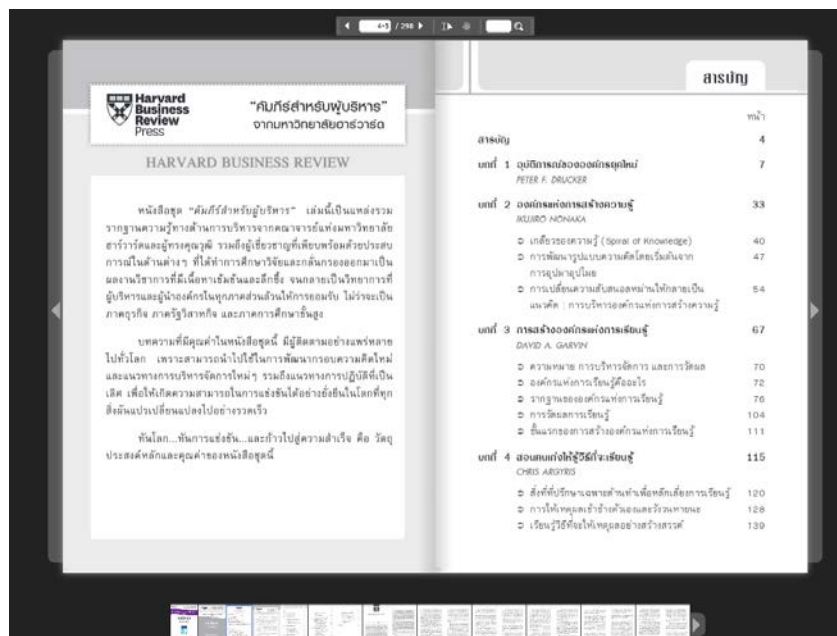 4-5 / 298
Harvard
Business
Review
Press
"คัมภีร์สำหรับผู้บริหาร"
จากมหาวิทยาลัยฮาร์วาร์ด
HARVARD BUSINESS REVIEW
หนังสือชุด "คัมภีร์สำหรับผู้บริหาร" เล่มนี้เป็นแหล่งรวม
รากฐานความรู้ทางด้านการบริหารจากคณาจารย์แห่งมหาวิทยาลัย
ฮาร์วาร์ดและผู้ทรงคุณวุฒิ รวมถึงผู้เชี่ยวชาญที่เพียบพร้อมด้วยประสบ
การณ์ในด้านต่าง ๆ ที่ได้ทำการศึกษาวิจัยและกลั่นกรองออกมาเป็น
ผลงานวิชาการที่มีเนื้อหาเข้มข้นและลึกซึ้ง จนกลายเป็นวิทยาการที่
ผู้บริหารและผู้นำองค์กรในทุกภาคส่วนล้วนให้การยอมรับ ไม่ว่าจะเป็น
ภาคธุรกิจ ภาครัฐวิสาหกิจ และภาคการศึกษาชั้นสูง
บทความที่มีคุณค่าในหนังสือชุดนี้ มีผู้ติดตามอย่างแพร่หลาย
ไปทั่วโลก เพราะสามารถนำไปใช้ในการพัฒนากรอบความคิดใหม่
และแนวทางการบริหารจัดการใหม่ๆ รวมถึงแนวทางการปฏิบัติที่เป็น
เลิศ เพื่อให้เกิดความสามารถในการแข่งขันได้อย่างยั่งยืนในโลกที่ทุก
สิ่งผันแปรเปลี่ยนแปลงไปอย่างรวดเร็ว
ทันโลก...ทันการแข่งขัน...และก้าวไปสู่ความสำเร็จ คือ วัตถุ
ประสงค์หลักและคุณค่าของหนังสือชุดนี้
สารบัญ
หน้า
สารบัญ 4
บทที่ 1 อุบัติการณ์ขององค์กรยุคใหม่ 7
PETER F. DRUCKER
บทที่ 2 องค์กรแห่งการสร้างความรู้ 33
IKUJIRO NONAKA
เกลียวของความรู้ (Spiral of Knowledge) 40
การพัฒนารูปแบบความคิดโดยเริ่มต้นจาก 47
การอุปมาอุปไมย
การเปลี่ยนความสับสนอลหม่านให้กลายเป็น 54
แนวคิด : การบริหารองค์กรแห่งการสร้างความรู้
บทที่ 3 การสร้างองค์กรแห่งการเรียนรู้ 67
DAVID A. GARVIN
ความหมาย การบริหารจัดการ และการวัดผล 70
องค์กรแห่งการเรียนรู้คืออะไร 72
รากฐานขององค์กรแห่งการเรียนรู้ 76
การวัดผลการเรียนรู้ 104
ขั้นแรกของการสร้างองค์กรแห่งการเรียนรู้ 111
บทที่ 4 สอนคนเก่งให้รู้วิธีที่จะเรียนรู้ 115
CHRIS ARGYRIS
สิ่งที่ที่ปรึกษาเฉพาะด้านทำเพื่อหลีกเลี่ยงการเรียนรู้ 120
การให้เหตุผลเข้าข้างตัวเองและวังวนหายนะ 128
เรียนรู้วิธีที่จะให้เหตุผลอย่างสร้างสรรค์ 139